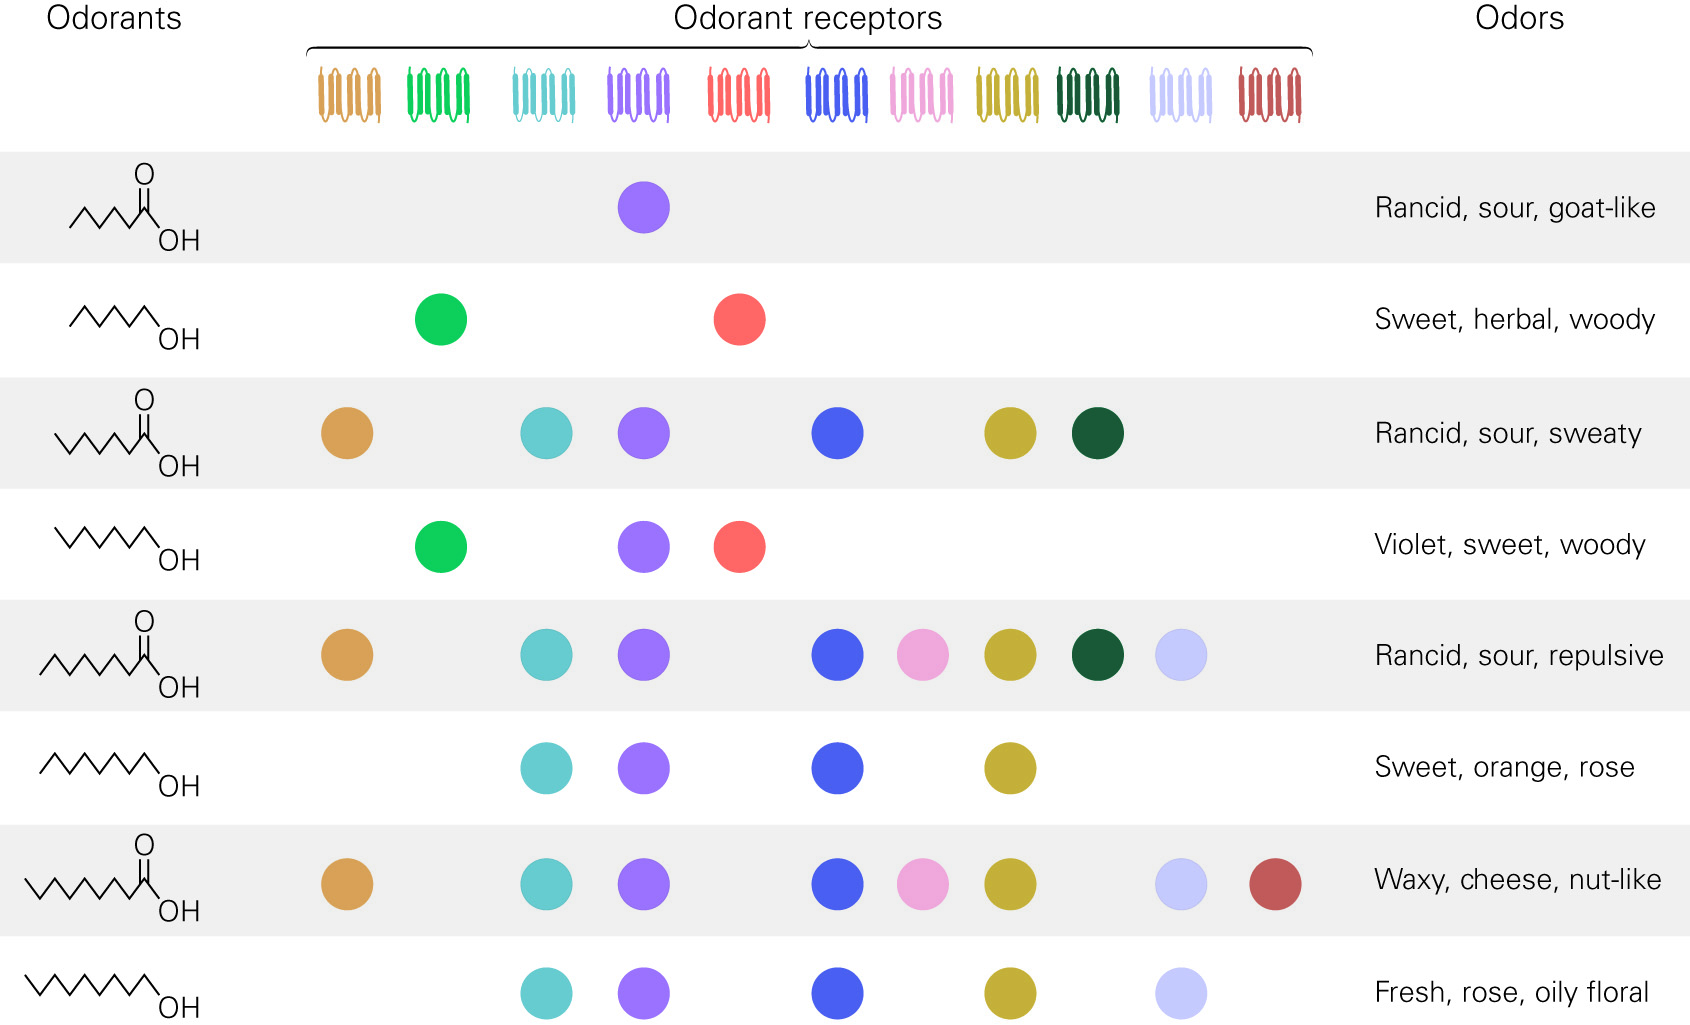 Odorants Odorant receptors Odors
O
OH
Rancid, sour, goat-like
OH
Sweet, herbal, woody
O
OH
Rancid, sour, sweaty
OH
Violet, sweet, woody
O
OH
Rancid, sour, repulsive
OH
Sweet, orange, rose
O
OH
Waxy, cheese, nut-like
OH
Fresh, rose, oily floral